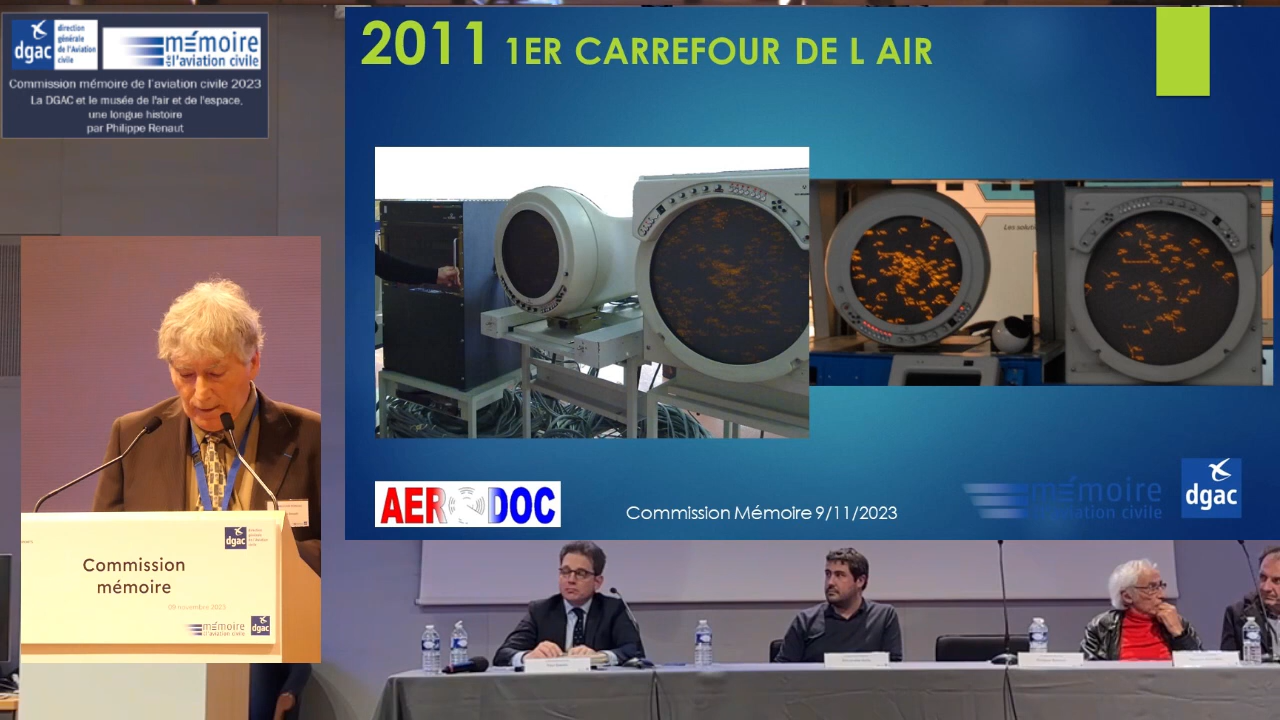 dgac
direction
générale
de l'Aviation
civile
mémoire
de l'aviation civile
Commission mémoire de l'aviation civile 2023
La DGAC et le musée de l'air et de l'espace,
une longue histoire
par Philippe Renaut
2011 1ER CARREFOUR DE L AIR
Les soluti
AERODOC
Commission Mémoire 9/11/2023
mémoire
l'aviation civile
dgac
dgac
Commission
mémoire
09 novembre 2023
mémoire
l'aviation civile
dgac